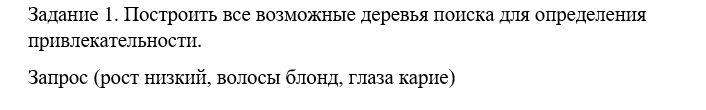 Задание 1. Построить все возможные деревья поиска для определения
привлекательности.
Запрос (рост низкий, волосы блонд, глаза карие)